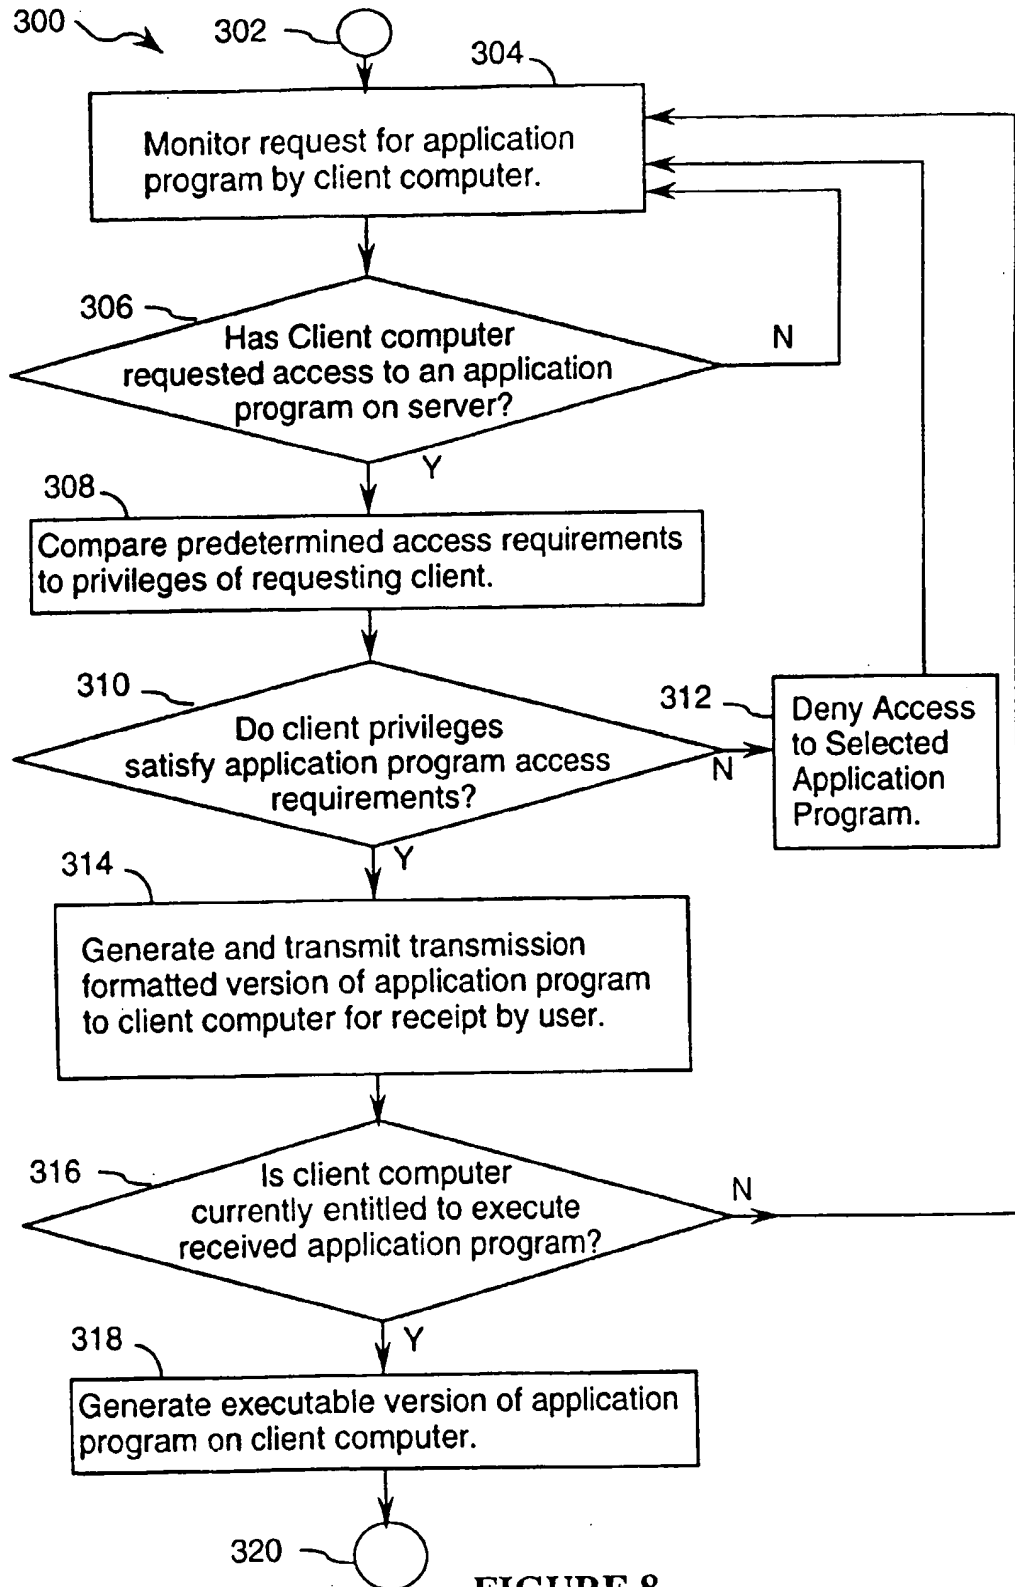 300
302
304
Monitor request for application
program by client computer.
306
Has Client computer
requested access to an application
program on server?
N
Y
308
Compare predetermined access requirements
to privileges of requesting client.
310
Do client privileges
satisfy application program access
requirements?
N
312
Deny Access
to Selected
Application
Program.
Y
314
Generate and transmit transmission
formatted version of application program
to client computer for receipt by user.
316
Is client computer
currently entitled to execute
received application program?
N
Y
318
Generate executable version of application
program on client computer.
320
FIGURE 8